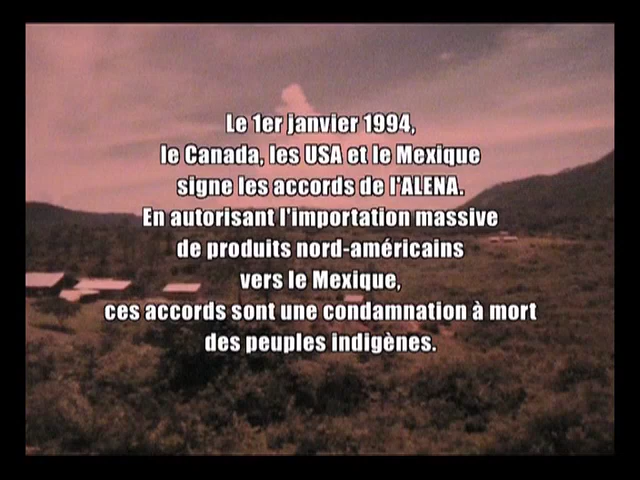 Le 1er janvier 1994,
le Canada, les USA et le Mexique
signe les accords de l'ALENA.
En autorisant l'importation massive
de produits nord-américains
vers le Mexique,
ces accords sont une condamnation à mort
des peuples indigènes.